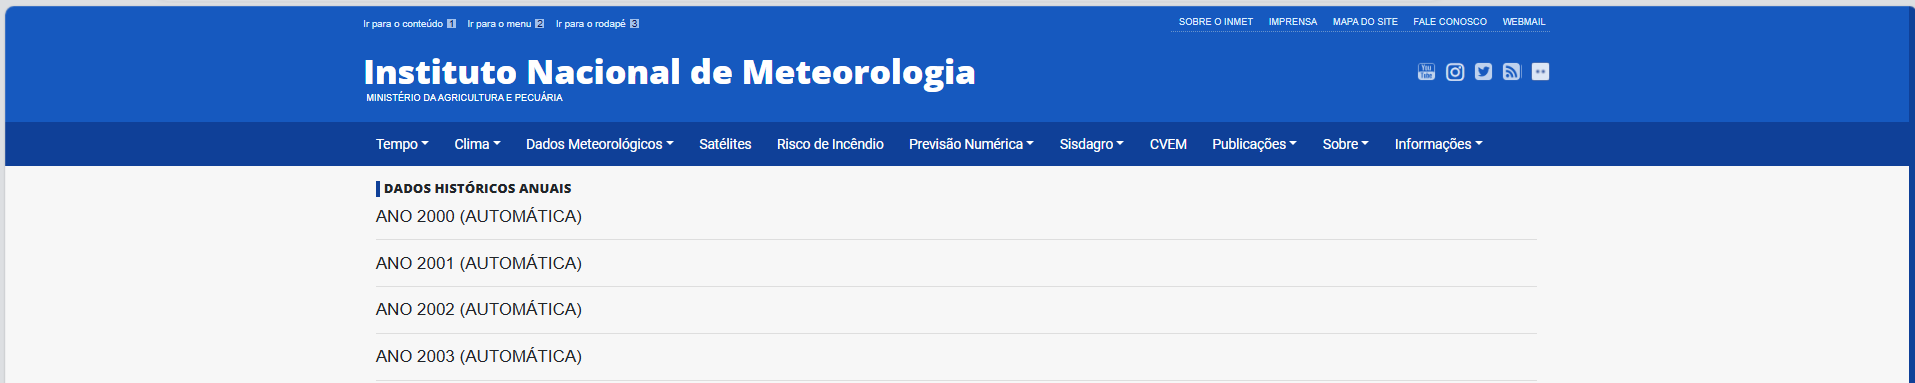 Ir para o conteúdo 1 Ir para o menu 2 Ir para o rodapé 3
SOBRE O INMET IMPRENSA MAPA DO SITE FALE CONOSCO WEBMAIL
Instituto Nacional de Meteorologia
MINISTÉRIO DA AGRICULTURA E PECUÁRIA
You Tube
Tempo Clima Dados Meteorológicos Satélites Risco de Incêndio Previsão Numérica Sisdagro CVEM Publicações Sobre Informações
DADOS HISTÓRICOS ANUAIS
ANO 2000 (AUTOMÁTICA)
ANO 2001 (AUTOMÁTICA)
ANO 2002 (AUTOMÁTICA)
ANO 2003 (AUTOMÁTICA)